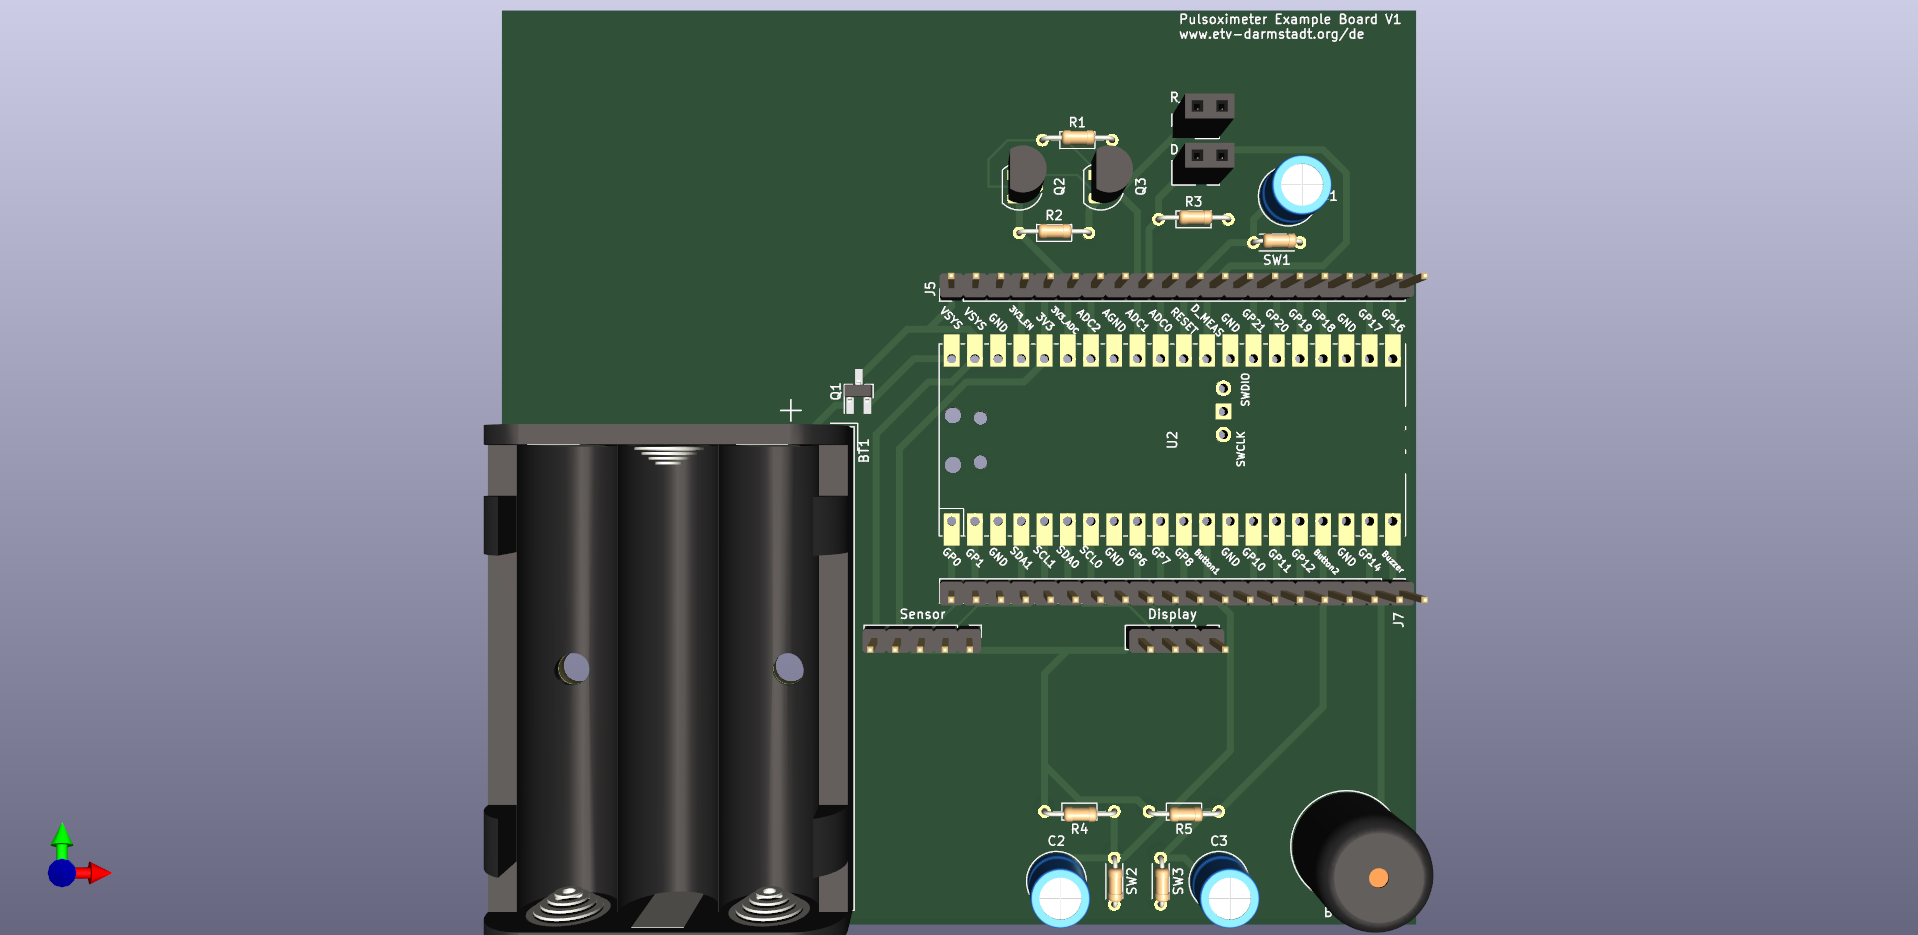 Pulsoximeter Example Board V1
www.etv-darmstadt.org/de
R
R1
D
Q2
Q3
R2
R3
1
SW1
J5
VSYS VSYS GND 3V3_EN 3V3 3V3_ADC ADC2 AGND ADC1 ADC0 RESET D_MEAS GND GP21 GP20 GP19 GP18 GND GP17 GP16
Q1
+
BT1
U2
SWDIO
SWCLK
GP0 GP1 GND SDA1 SCL1 SDA0 SCL0 GND GP6 GP7 GP8 Button1 GND GP10 GP11 GP12 Button2 GND GP14 Buzzer
Sensor
Display
J7
R4
R5
C2
C3
SW2
SW3
B